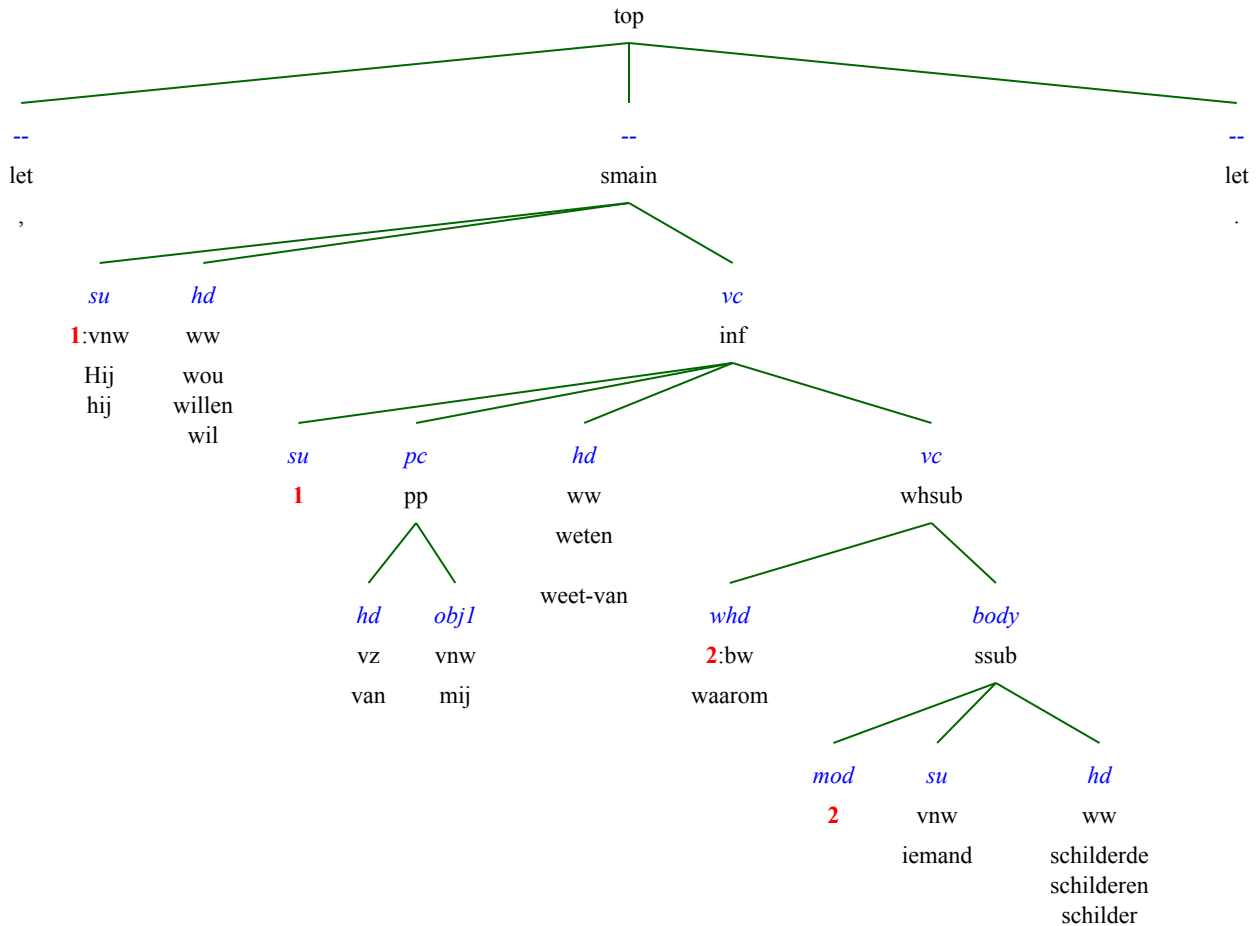 top
-- -- --
let smain let
, .
su hd vc
1:vnw ww inf
Hij wou
hij willen
wil
su pc hd vc
1 pp ww whsub
weten
weet-van
hd obj1 whd body
vz vnw 2:bw ssub
van mij waarom
mod su hd
2 vnw ww
iemand schilderde
schilderen
schilder